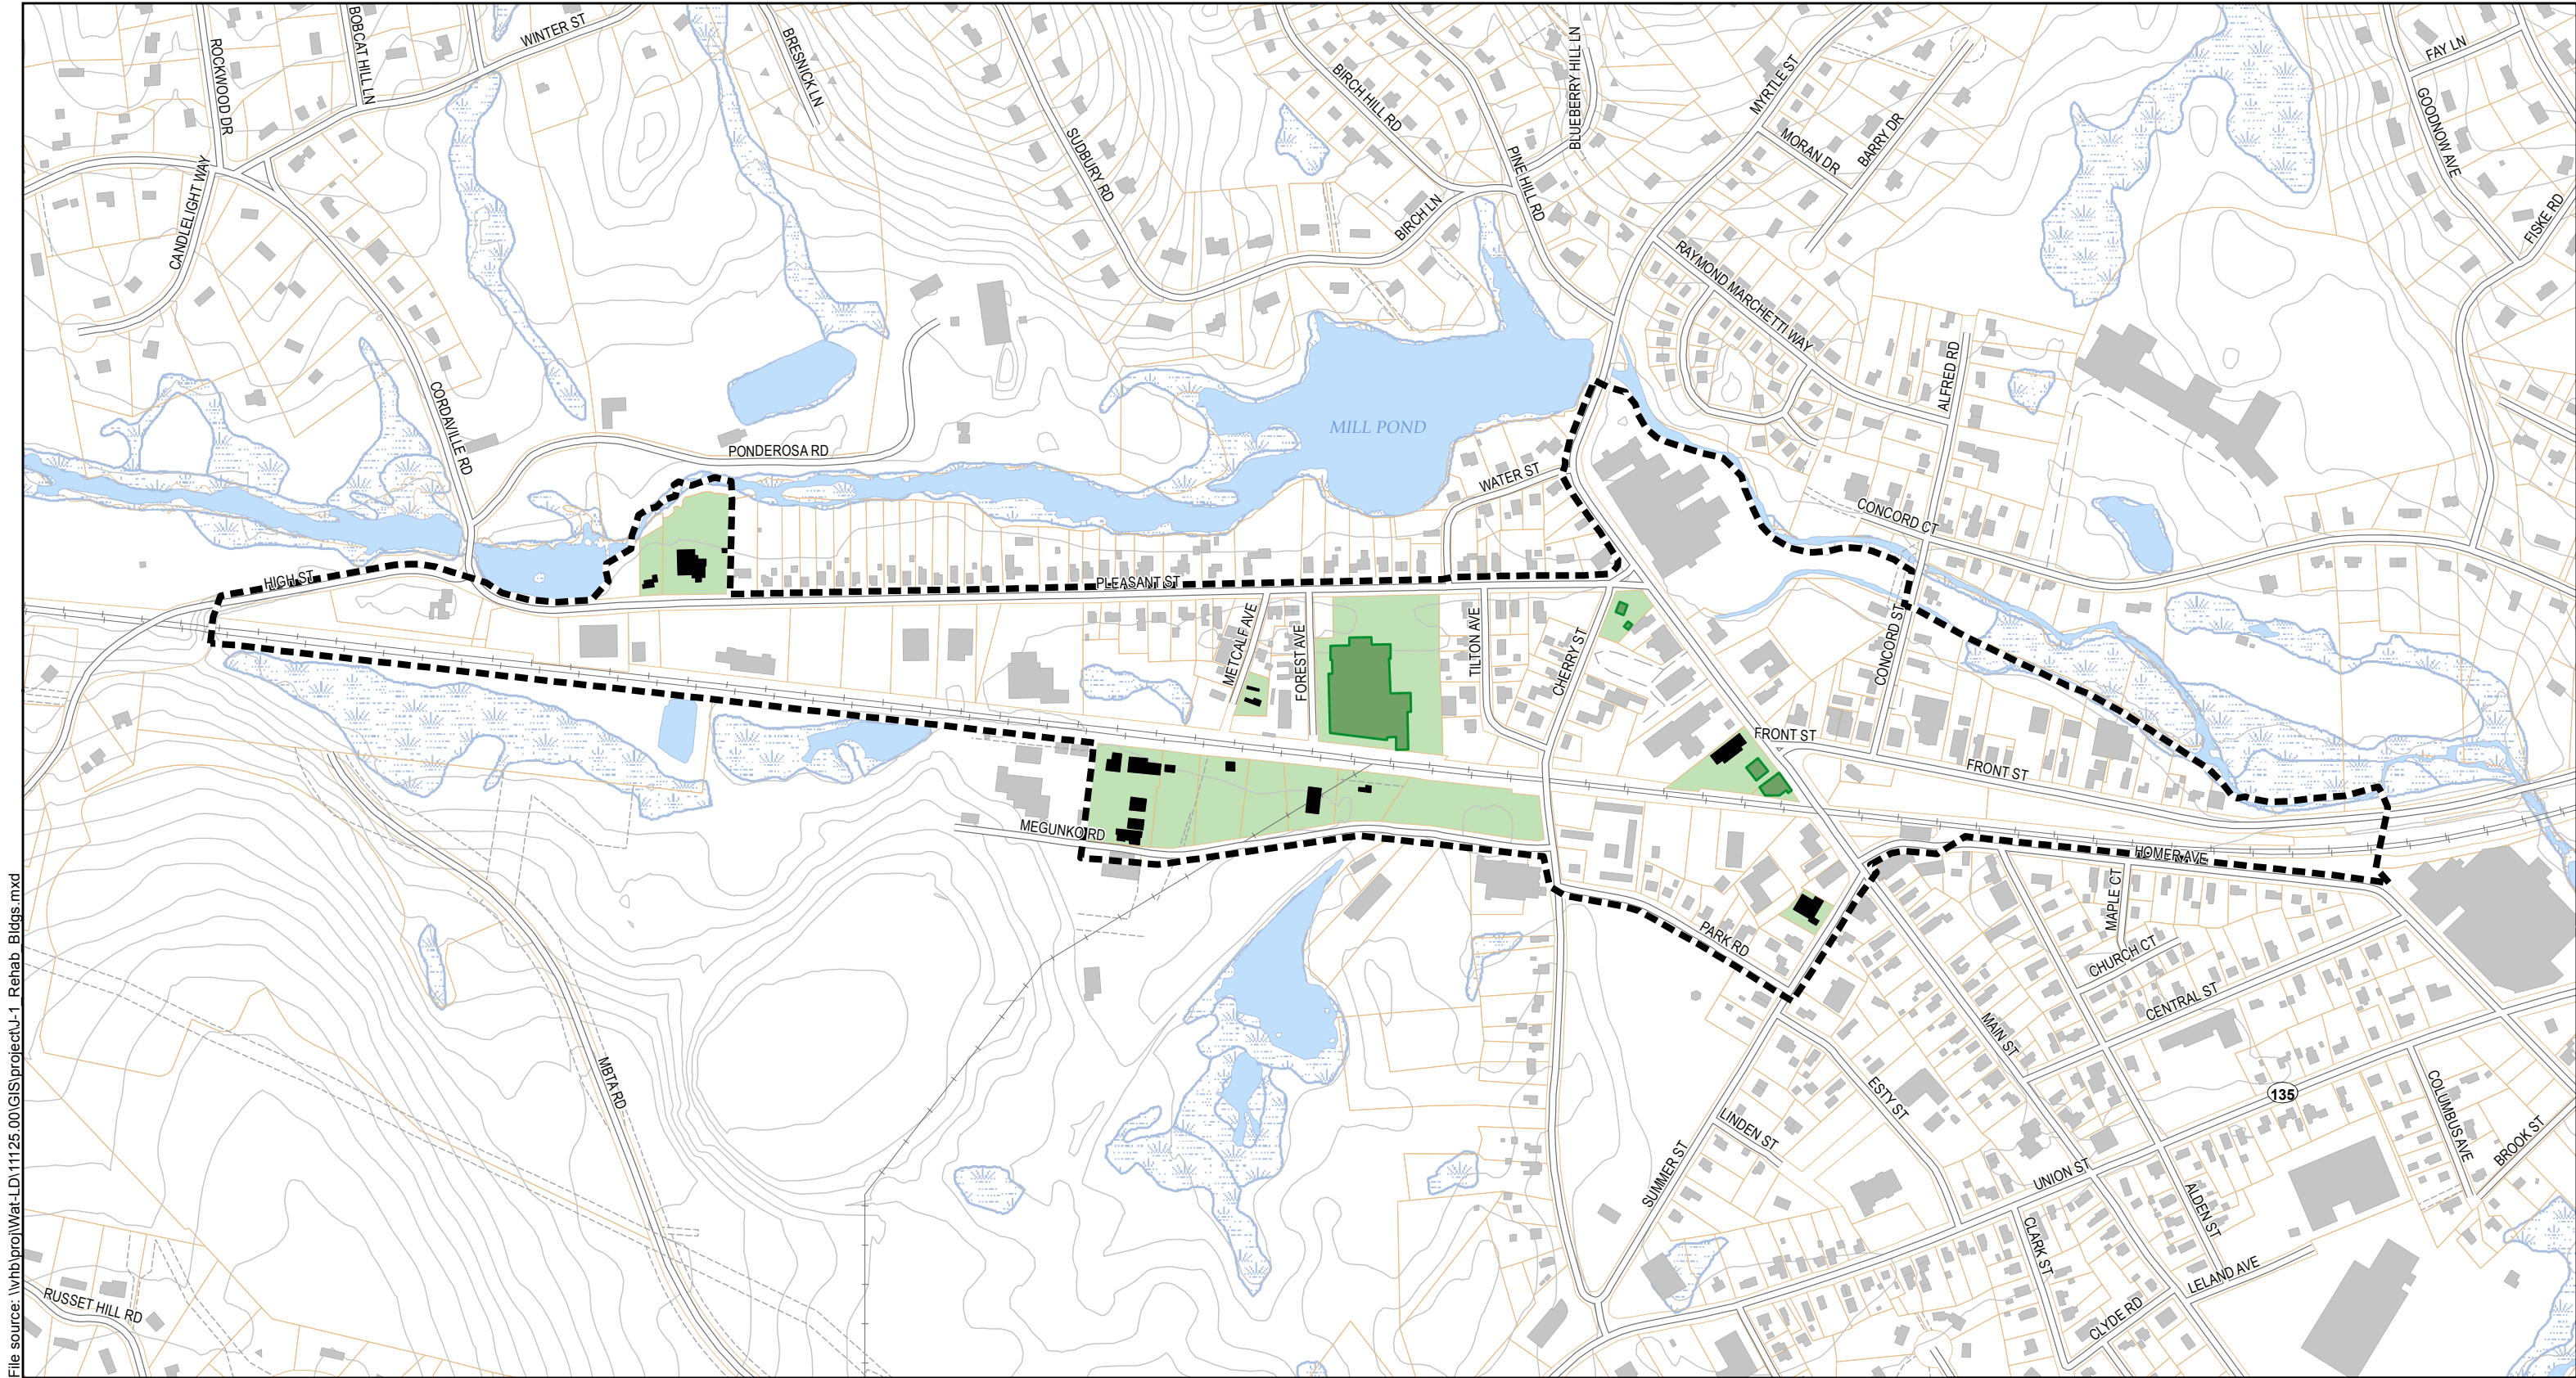 BOBCAT HILL LN
WINTER ST
ROCKWOOD DR
BRESNICK LN
BLUEBERRY HILL LN
FAY LN
MYRTLE ST
BIRCH HILL RD
GOODNOW AVE
MORAN DR
BARRY DR
SUDBURY RD
PINE HILL RD
CANDLELIGHT WAY
BIRCH LN
FISKE RD
RAYMOND MARCHETTI WAY
ALFRED RD
CORDAVILLE RD
MILL POND
PONDEROSA RD
WATER ST
CONCORD CT
HIGH ST
PLEASANT ST
METCALF AVE
FOREST AVE
TILTON AVE
CHERRY ST
CONCORD ST
FRONT ST
FRONT ST
MEGUNKO RD
HOMER AVE
MAPLE CT
PARK RD
CHURCH CT
CENTRAL ST
MAIN ST
MBTA RD
ESTY ST
135
COLUMBUS AVE
LINDEN ST
BROOK ST
SUMMER ST
UNION ST
ALDEN ST
CLARK ST
LELAND AVE
RUSSET HILL RD
CLYDE RD
File source: \\vhb\proj\Wat-LD\11125.00\GIS\project\J-1_Rehab_Bldgs.mxd